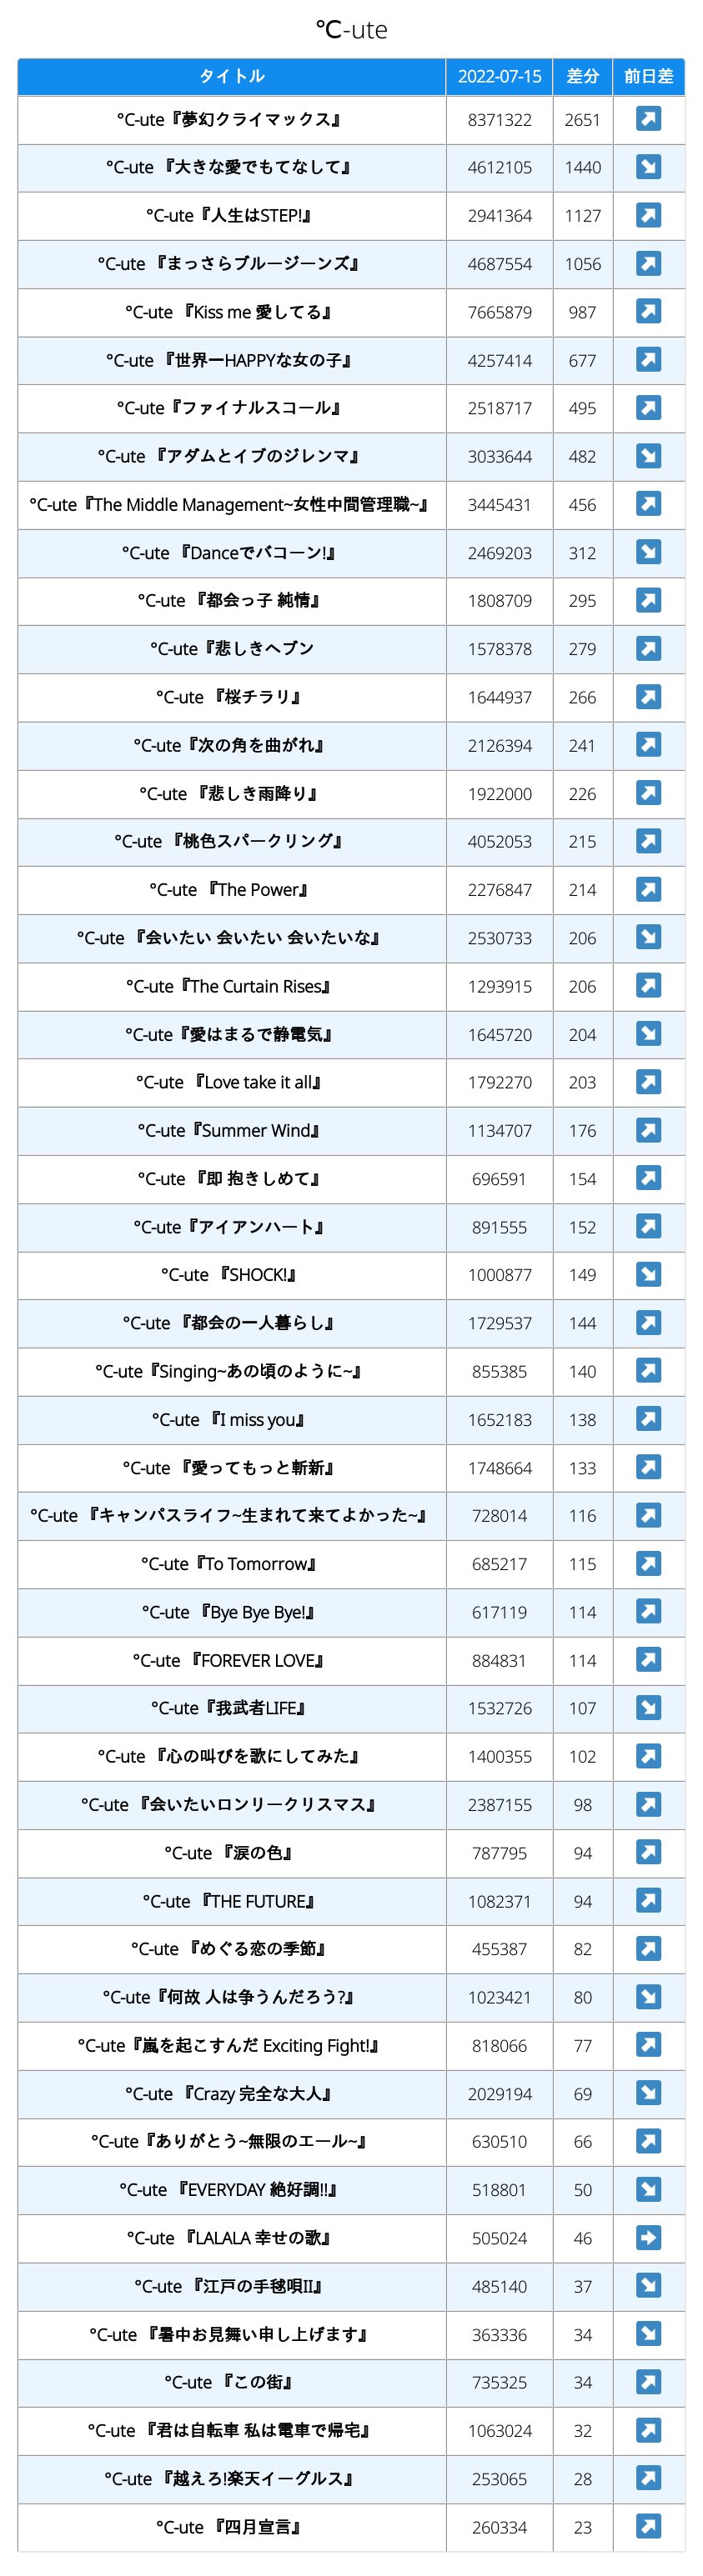 ℃-ute
タイトル 2022-07-15 差分 前日差
°C-ute『夢幻クライマックス』 8371322 2651 ↗
°C-ute 『大きな愛でもてなして』 4612105 1440 ↘
°C-ute『人生はSTEP!』 2941364 1127 ↗
°C-ute 『まっさらブルージーンズ』 4687554 1056 ↗
°C-ute 『Kiss me 愛してる』 7665879 987 ↗
°C-ute 『世界一HAPPYな女の子』 4257414 677 ↗
°C-ute『ファイナルスコール』 2518717 495 ↗
°C-ute 『アダムとイブのジレンマ』 3033644 482 ↘
°C-ute『The Middle Management~女性中間管理職~』 3445431 456 ↗
°C-ute 『Danceでバコーン!』 2469203 312 ↘
°C-ute 『都会っ子 純情』 1808709 295 ↗
°C-ute『悲しきヘブン 1578378 279 ↗
°C-ute 『桜チラリ』 1644937 266 ↗
°C-ute『次の角を曲がれ』 2126394 241 ↗
°C-ute 『悲しき雨降り』 1922000 226 ↗
°C-ute 『桃色スパークリング』 4052053 215 ↗
°C-ute 『The Power』 2276847 214 ↗
°C-ute 『会いたい 会いたい 会いたいな』 2530733 206 ↘
°C-ute『The Curtain Rises』 1293915 206 ↗
°C-ute『愛はまるで静電気』 1645720 204 ↘
°C-ute 『Love take it all』 1792270 203 ↗
°C-ute『Summer Wind』 1134707 176 ↗
°C-ute 『即 抱きしめて』 696591 154 ↗
°C-ute『アイアンハート』 891555 152 ↗
°C-ute 『SHOCK!』 1000877 149 ↘
°C-ute 『都会の一人暮らし』 1729537 144 ↗
°C-ute『Singing~あの頃のように~』 855385 140 ↗
°C-ute 『I miss you』 1652183 138 ↗
°C-ute 『愛ってもっと斬新』 1748664 133 ↗
°C-ute 『キャンパスライフ~生まれて来てよかった~』 728014 116 ↗
°C-ute『To Tomorrow』 685217 115 ↗
°C-ute 『Bye Bye Bye!』 617119 114 ↗
°C-ute 『FOREVER LOVE』 884831 114 ↗
°C-ute『我武者LIFE』 1532726 107 ↘
°C-ute 『心の叫びを歌にしてみた』 1400355 102 ↗
°C-ute 『会いたいロンリークリスマス』 2387155 98 ↗
°C-ute 『涙の色』 787795 94 ↗
°C-ute 『THE FUTURE』 1082371 94 ↗
°C-ute 『めぐる恋の季節』 455387 82 ↗
°C-ute『何故 人は争うんだろう?』 1023421 80 ↘
°C-ute『嵐を起こすんだ Exciting Fight!』 818066 77 ↗
°C-ute 『Crazy 完全な大人』 2029194 69 ↘
°C-ute『ありがとう~無限のエール~』 630510 66 ↗
°C-ute 『EVERYDAY 絶好調!!』 518801 50 ↘
°C-ute 『LALALA 幸せの歌』 505024 46 ➡
°C-ute 『江戸の手毬唄II』 485140 37 ↘
°C-ute 『暑中お見舞い申し上げます』 363336 34 ↘
°C-ute 『この街』 735325 34 ↗
°C-ute 『君は自転車 私は電車で帰宅』 1063024 32 ↗
°C-ute 『越えろ!楽天イーグルス』 253065 28 ↗
°C-ute 『四月宣言』 260334 23 ↗